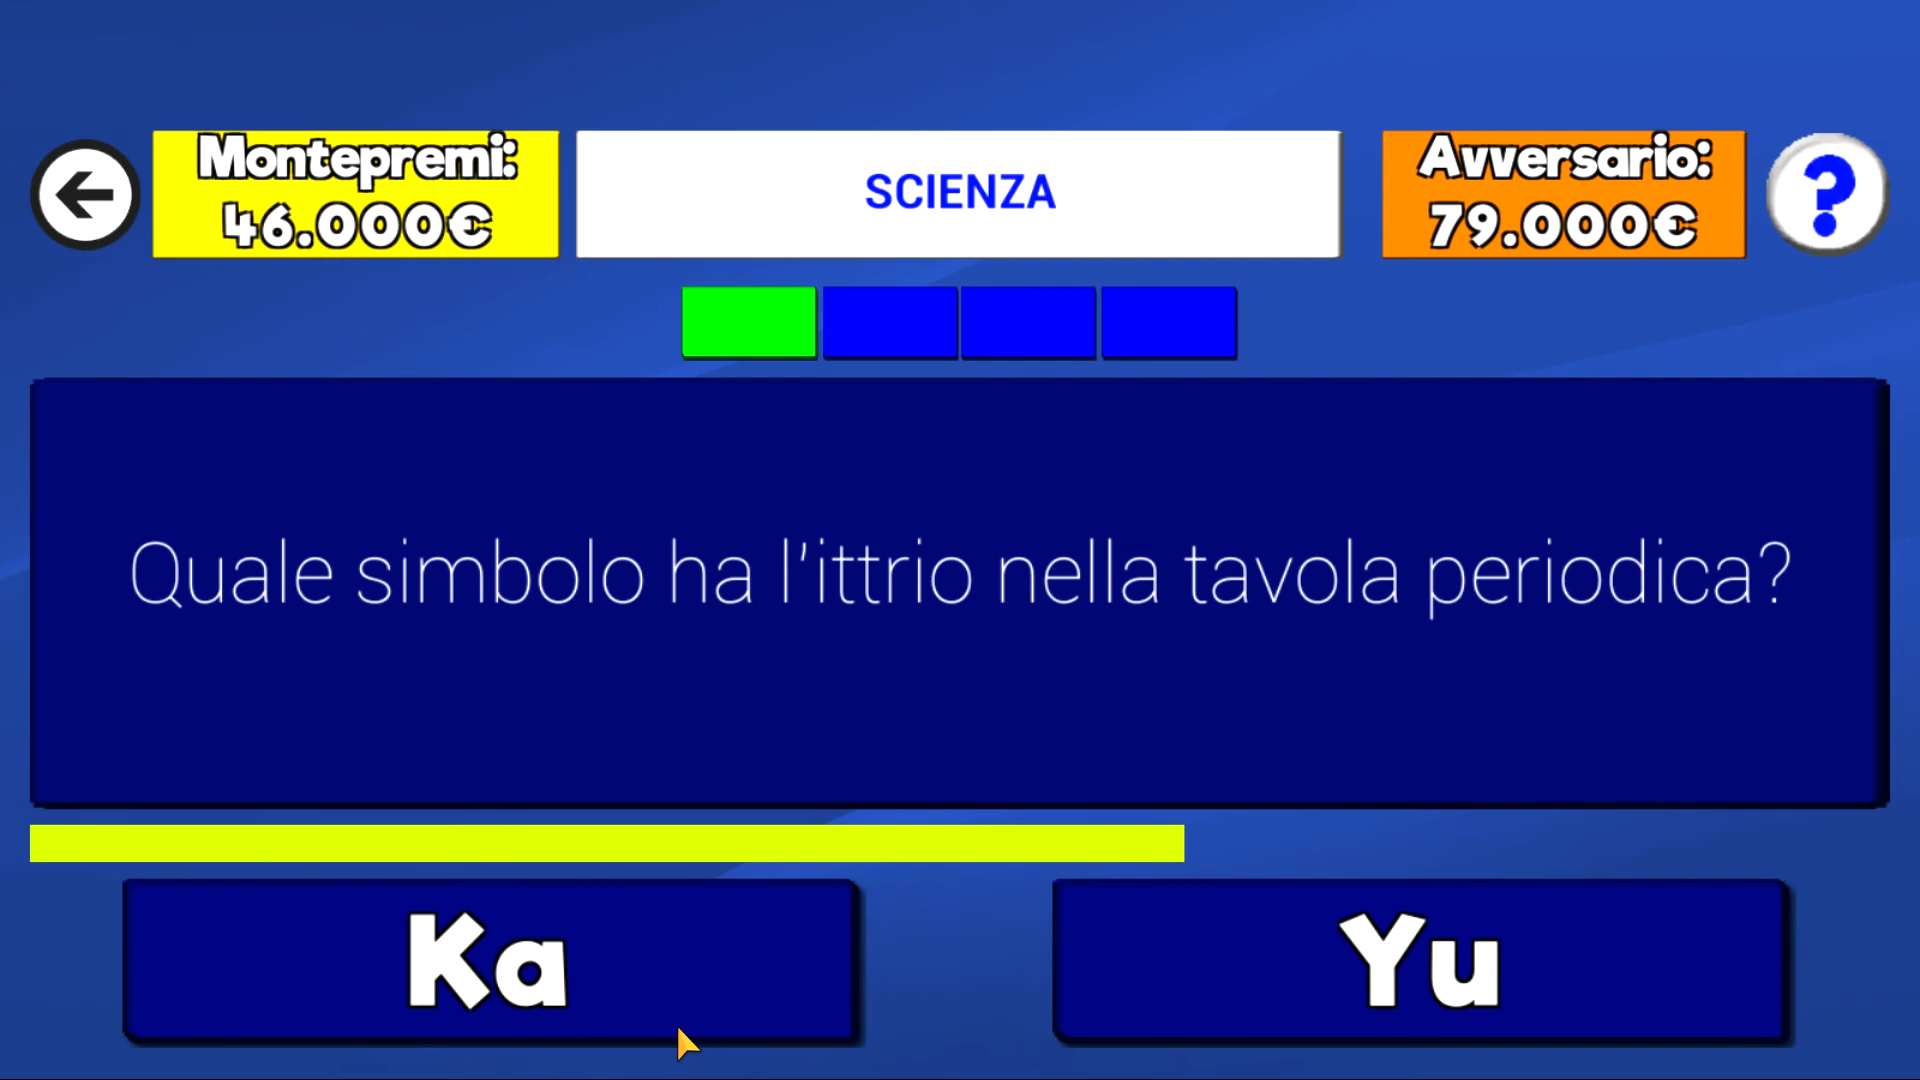 Montepremi:
46.000€
SCIENZA
Avversario:
79.000€
?
Quale simbolo ha l'ittrio nella tavola periodica?
Ka
Yu